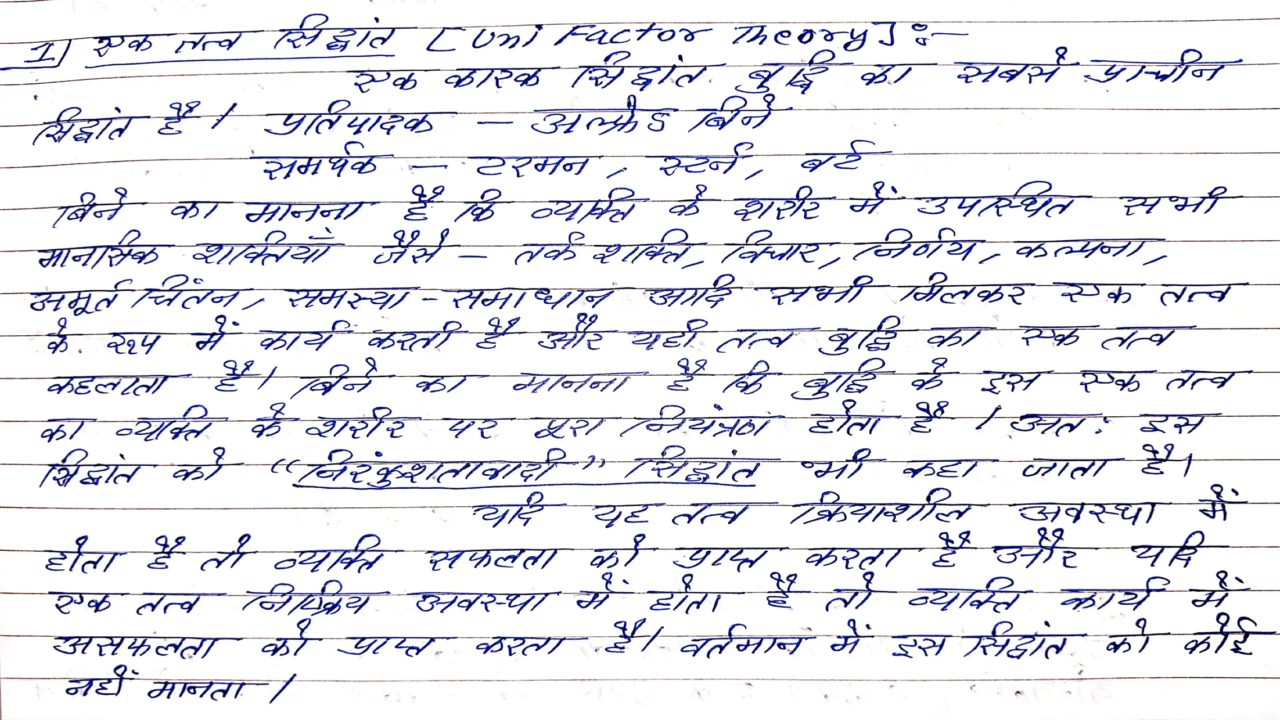 1] एक तत्व सिद्धांत [Uni Factor Theory] :-
एक कारक सिद्धांत बुद्धि का सबसे प्राचीन
सिद्धांत है। प्रतिपादक - अल्फ्रेड बिने
समर्थक - टरमन, स्टर्न, बर्ट
बिने का मानना है कि व्यक्ति के शरीर में उपस्थित सभी
मानसिक शक्तियाँ जैसे - तर्क शक्ति, विचार, निर्णय, कल्पना,
अमूर्त चिंतन, समस्या-समाधान आदि सभी मिलकर एक तत्व
के रूप में कार्य करती है और यही तत्व बुद्धि का एक तत्व
कहलाता है। बिने का मानना है कि बुद्धि के इस एक तत्व
का व्यक्ति के शरीर पर पूरा नियंत्रण होता है। अतः इस
सिद्धांत को "निरंकुशतावादी" सिद्धांत भी कहा जाता है।
यदि यह तत्व क्रियाशील अवस्था में
होता है तो व्यक्ति सफलता को प्राप्त करता है और यदि
एक तत्व निष्क्रिय अवस्था में होता है तो व्यक्ति कार्य में
असफलता को प्राप्त करता है। वर्तमान में इस सिद्धांत को कोई
नहीं मानता।